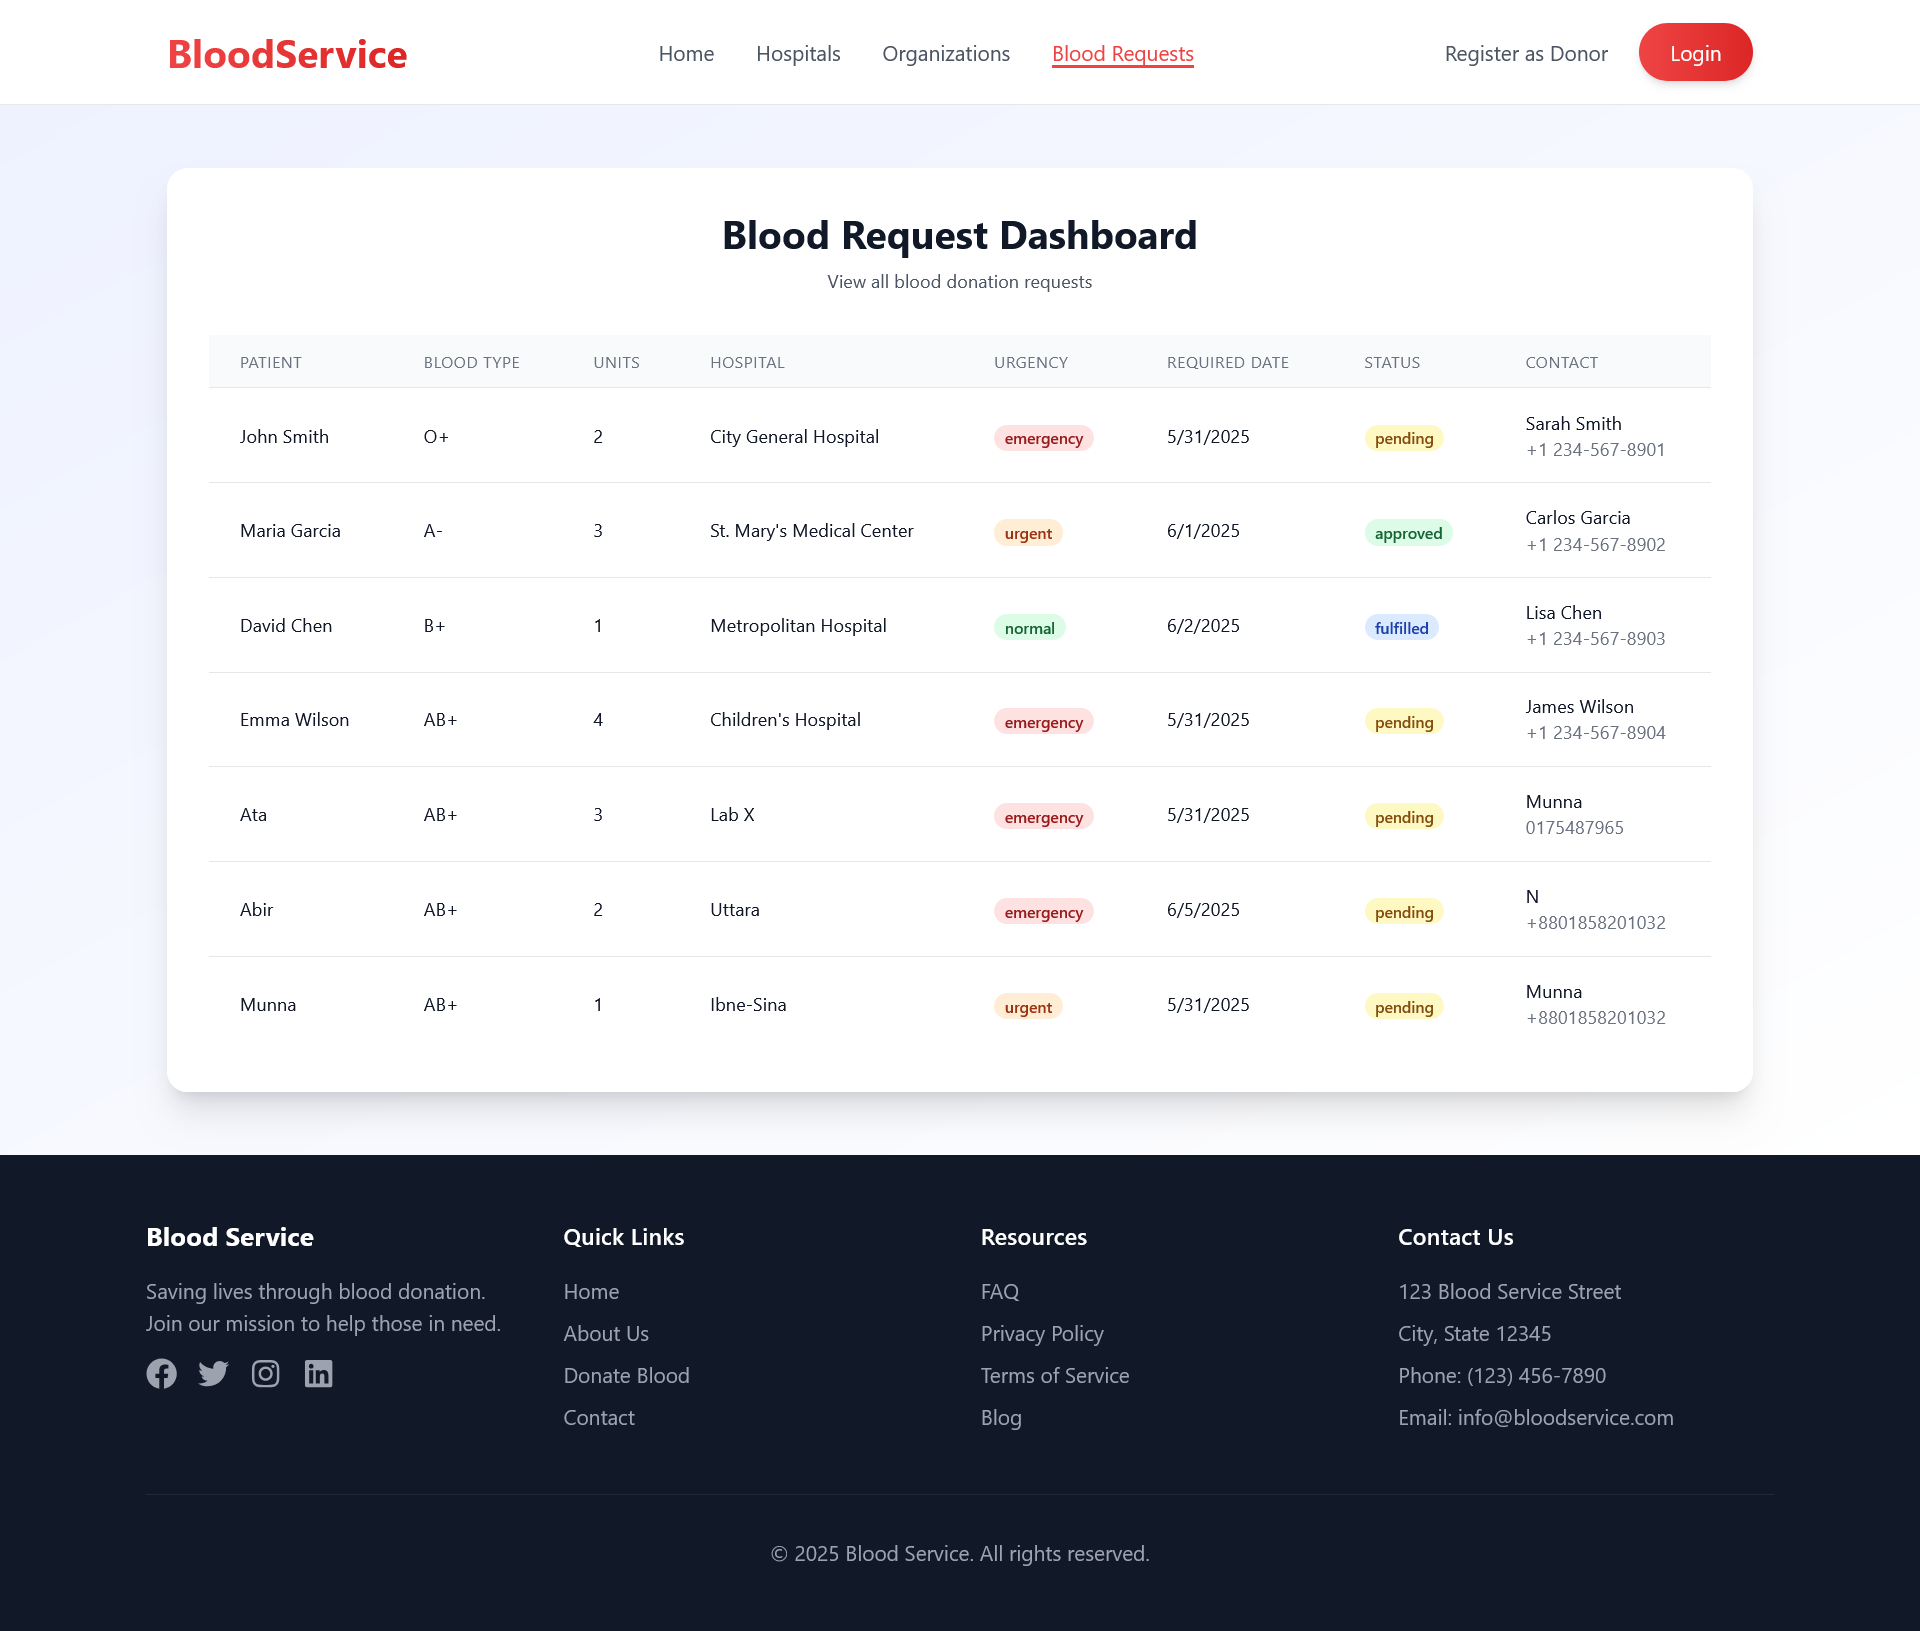 BloodService
Home Hospitals Organizations Blood Requests
Register as Donor Login
Blood Request Dashboard
View all blood donation requests
PATIENT BLOOD TYPE UNITS HOSPITAL URGENCY REQUIRED DATE STATUS CONTACT
John Smith O+ 2 City General Hospital emergency 5/31/2025 pending Sarah Smith
+1 234-567-8901
Maria Garcia A- 3 St. Mary's Medical Center urgent 6/1/2025 approved Carlos Garcia
+1 234-567-8902
David Chen B+ 1 Metropolitan Hospital normal 6/2/2025 fulfilled Lisa Chen
+1 234-567-8903
Emma Wilson AB+ 4 Children's Hospital emergency 5/31/2025 pending James Wilson
+1 234-567-8904
Ata AB+ 3 Lab X emergency 5/31/2025 pending Munna
0175487965
Abir AB+ 2 Uttara emergency 6/5/2025 pending N
+8801858201032
Munna AB+ 1 Ibne-Sina urgent 5/31/2025 pending Munna
+8801858201032
Blood Service
Saving lives through blood donation.
Join our mission to help those in need.
Quick Links
Home
About Us
Donate Blood
Contact
Resources
FAQ
Privacy Policy
Terms of Service
Blog
Contact Us
123 Blood Service Street
City, State 12345
Phone: (123) 456-7890
Email: info@bloodservice.com
© 2025 Blood Service. All rights reserved.